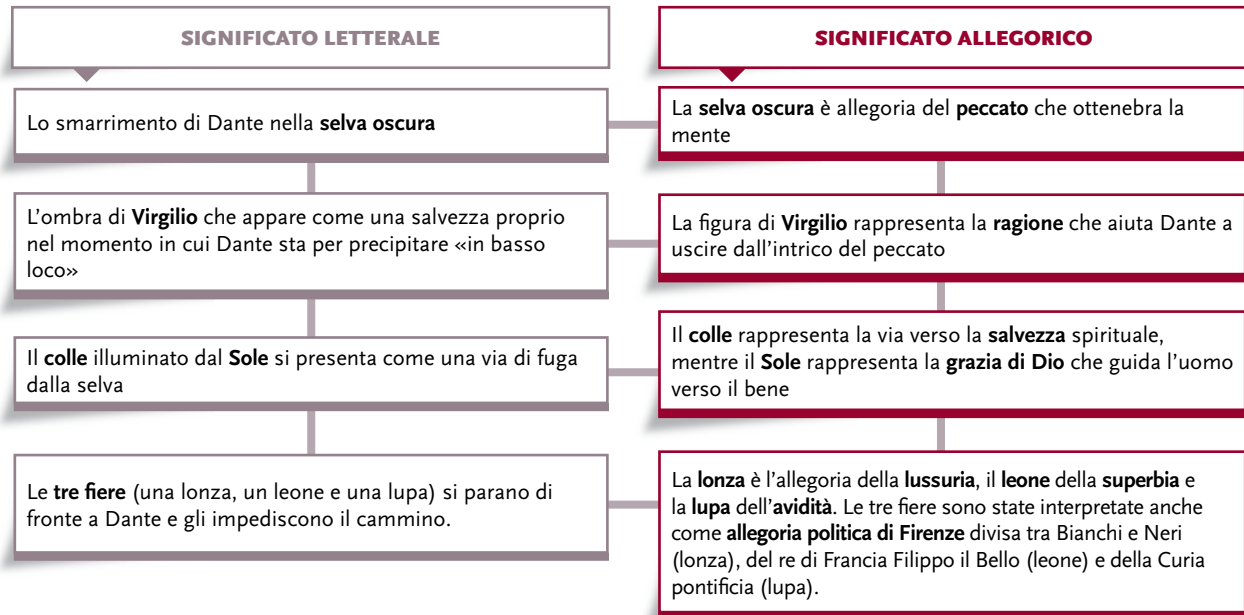 SIGNIFICATO LETTERALE
SIGNIFICATO ALLEGORICO
Lo smarrimento di Dante nella selva oscura
La selva oscura è allegoria del peccato che ottenebra la
mente
L’ombra di Virgilio che appare come una salvezza proprio
nel momento in cui Dante sta per precipitare «in basso
loco»
La figura di Virgilio rappresenta la ragione che aiuta Dante a
uscire dall’intrico del peccato
Il colle illuminato dal Sole si presenta come una via di fuga
dalla selva
Il colle rappresenta la via verso la salvezza spirituale,
mentre il Sole rappresenta la grazia di Dio che guida l’uomo
verso il bene
Le tre fiere (una lonza, un leone e una lupa) si parano di
fronte a Dante e gli impediscono il cammino.
La lonza è l’allegoria della lussuria, il leone della superbia e
la lupa dell’avidità. Le tre fiere sono state interpretate anche
come allegoria politica di Firenze divisa tra Bianchi e Neri
(lonza), del re di Francia Filippo il Bello (leone) e della Curia
pontificia (lupa).